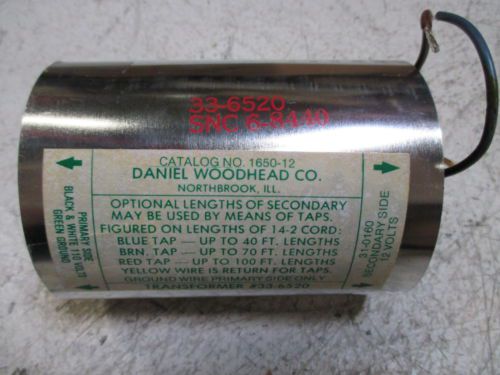 33-6520
SNC 6-8440
CATALOG NO. 1650-12
DANIEL WOODHEAD CO.
NORTHBROOK, ILL.
OPTIONAL LENGTHS OF SECONDARY
MAY BE USED BY MEANS OF TAPS.
FIGURED ON LENGTHS OF 14-2 CORD:
BLUE TAP — UP TO 40 FT. LENGTHS
BRN. TAP — UP TO 70 FT. LENGTHS
RED TAP — UP TO 100 FT. LENGTHS
YELLOW WIRE IS RETURN FOR TAPS.
GROUND WIRE PRIMARY SIDE ONLY
TRANSFORMER #33-6520
PRIMARY SIDE
BLACK & WHITE 110 VOLTS
GREEN GROUND
31-0160
SECONDARY SIDE
12 VOLTS